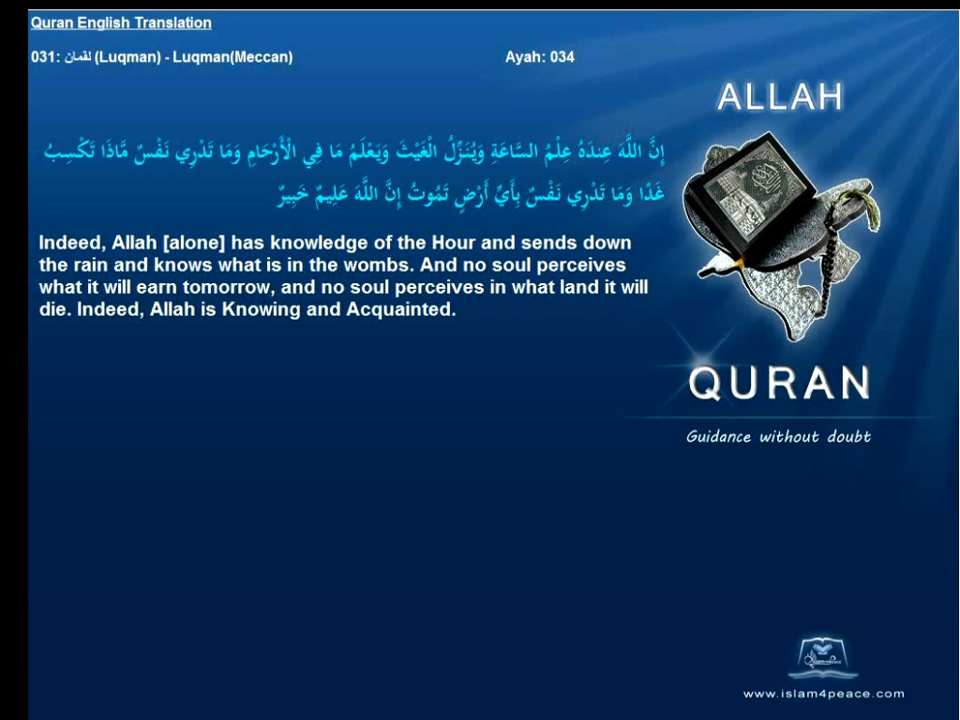 Quran English Translation
031: لقمان (Luqman) - Luqman(Meccan)
Ayah: 034
ALLAH
إِنَّ اللَّهَ عِندَهُ عِلْمُ السَّاعَةِ وَيُنَزِّلُ الْغَيْثَ وَيَعْلَمُ مَا فِي الْأَرْحَامِ وَمَا تَدْرِي نَفْسٌ مَّاذَا تَكْسِبُ
غَدًا وَمَا تَدْرِي نَفْسٌ بِأَيِّ أَرْضٍ تَمُوتُ إِنَّ اللَّهَ عَلِيمٌ خَبِيرٌ
Indeed, Allah [alone] has knowledge of the Hour and sends down
the rain and knows what is in the wombs. And no soul perceives
what it will earn tomorrow, and no soul perceives in what land it will
die. Indeed, Allah is Knowing and Acquainted.
QURAN
Guidance without doubt
www.islam4peace.com